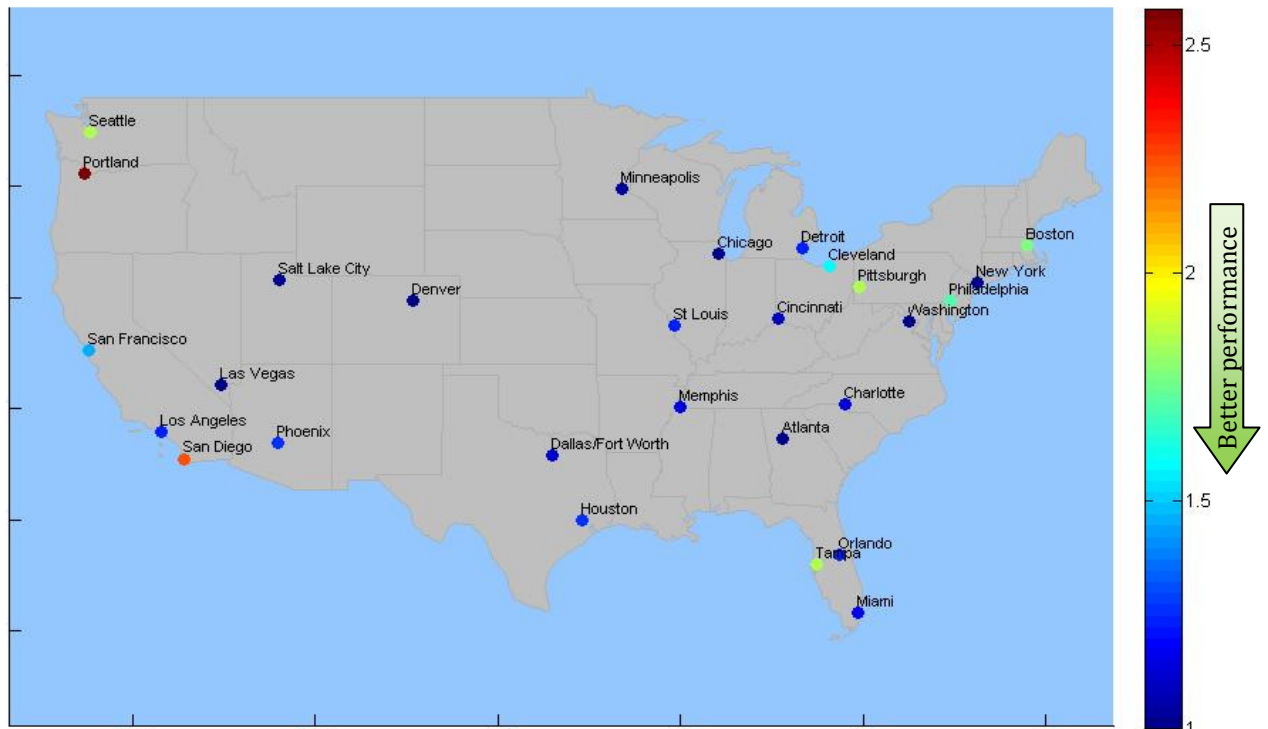 Seattle
Portland
Minneapolis
Chicago
Detroit
Cleveland
Pittsburgh
Boston
New York
Philadelphia
Washington
Salt Lake City
Denver
St Louis
Cincinnati
San Francisco
Las Vegas
Memphis
Charlotte
Los Angeles
San Diego
Phoenix
Dallas/Fort Worth
Atlanta
Houston
Orlando
Tampa
Miami
2.5
2
1.5
1
Better performance